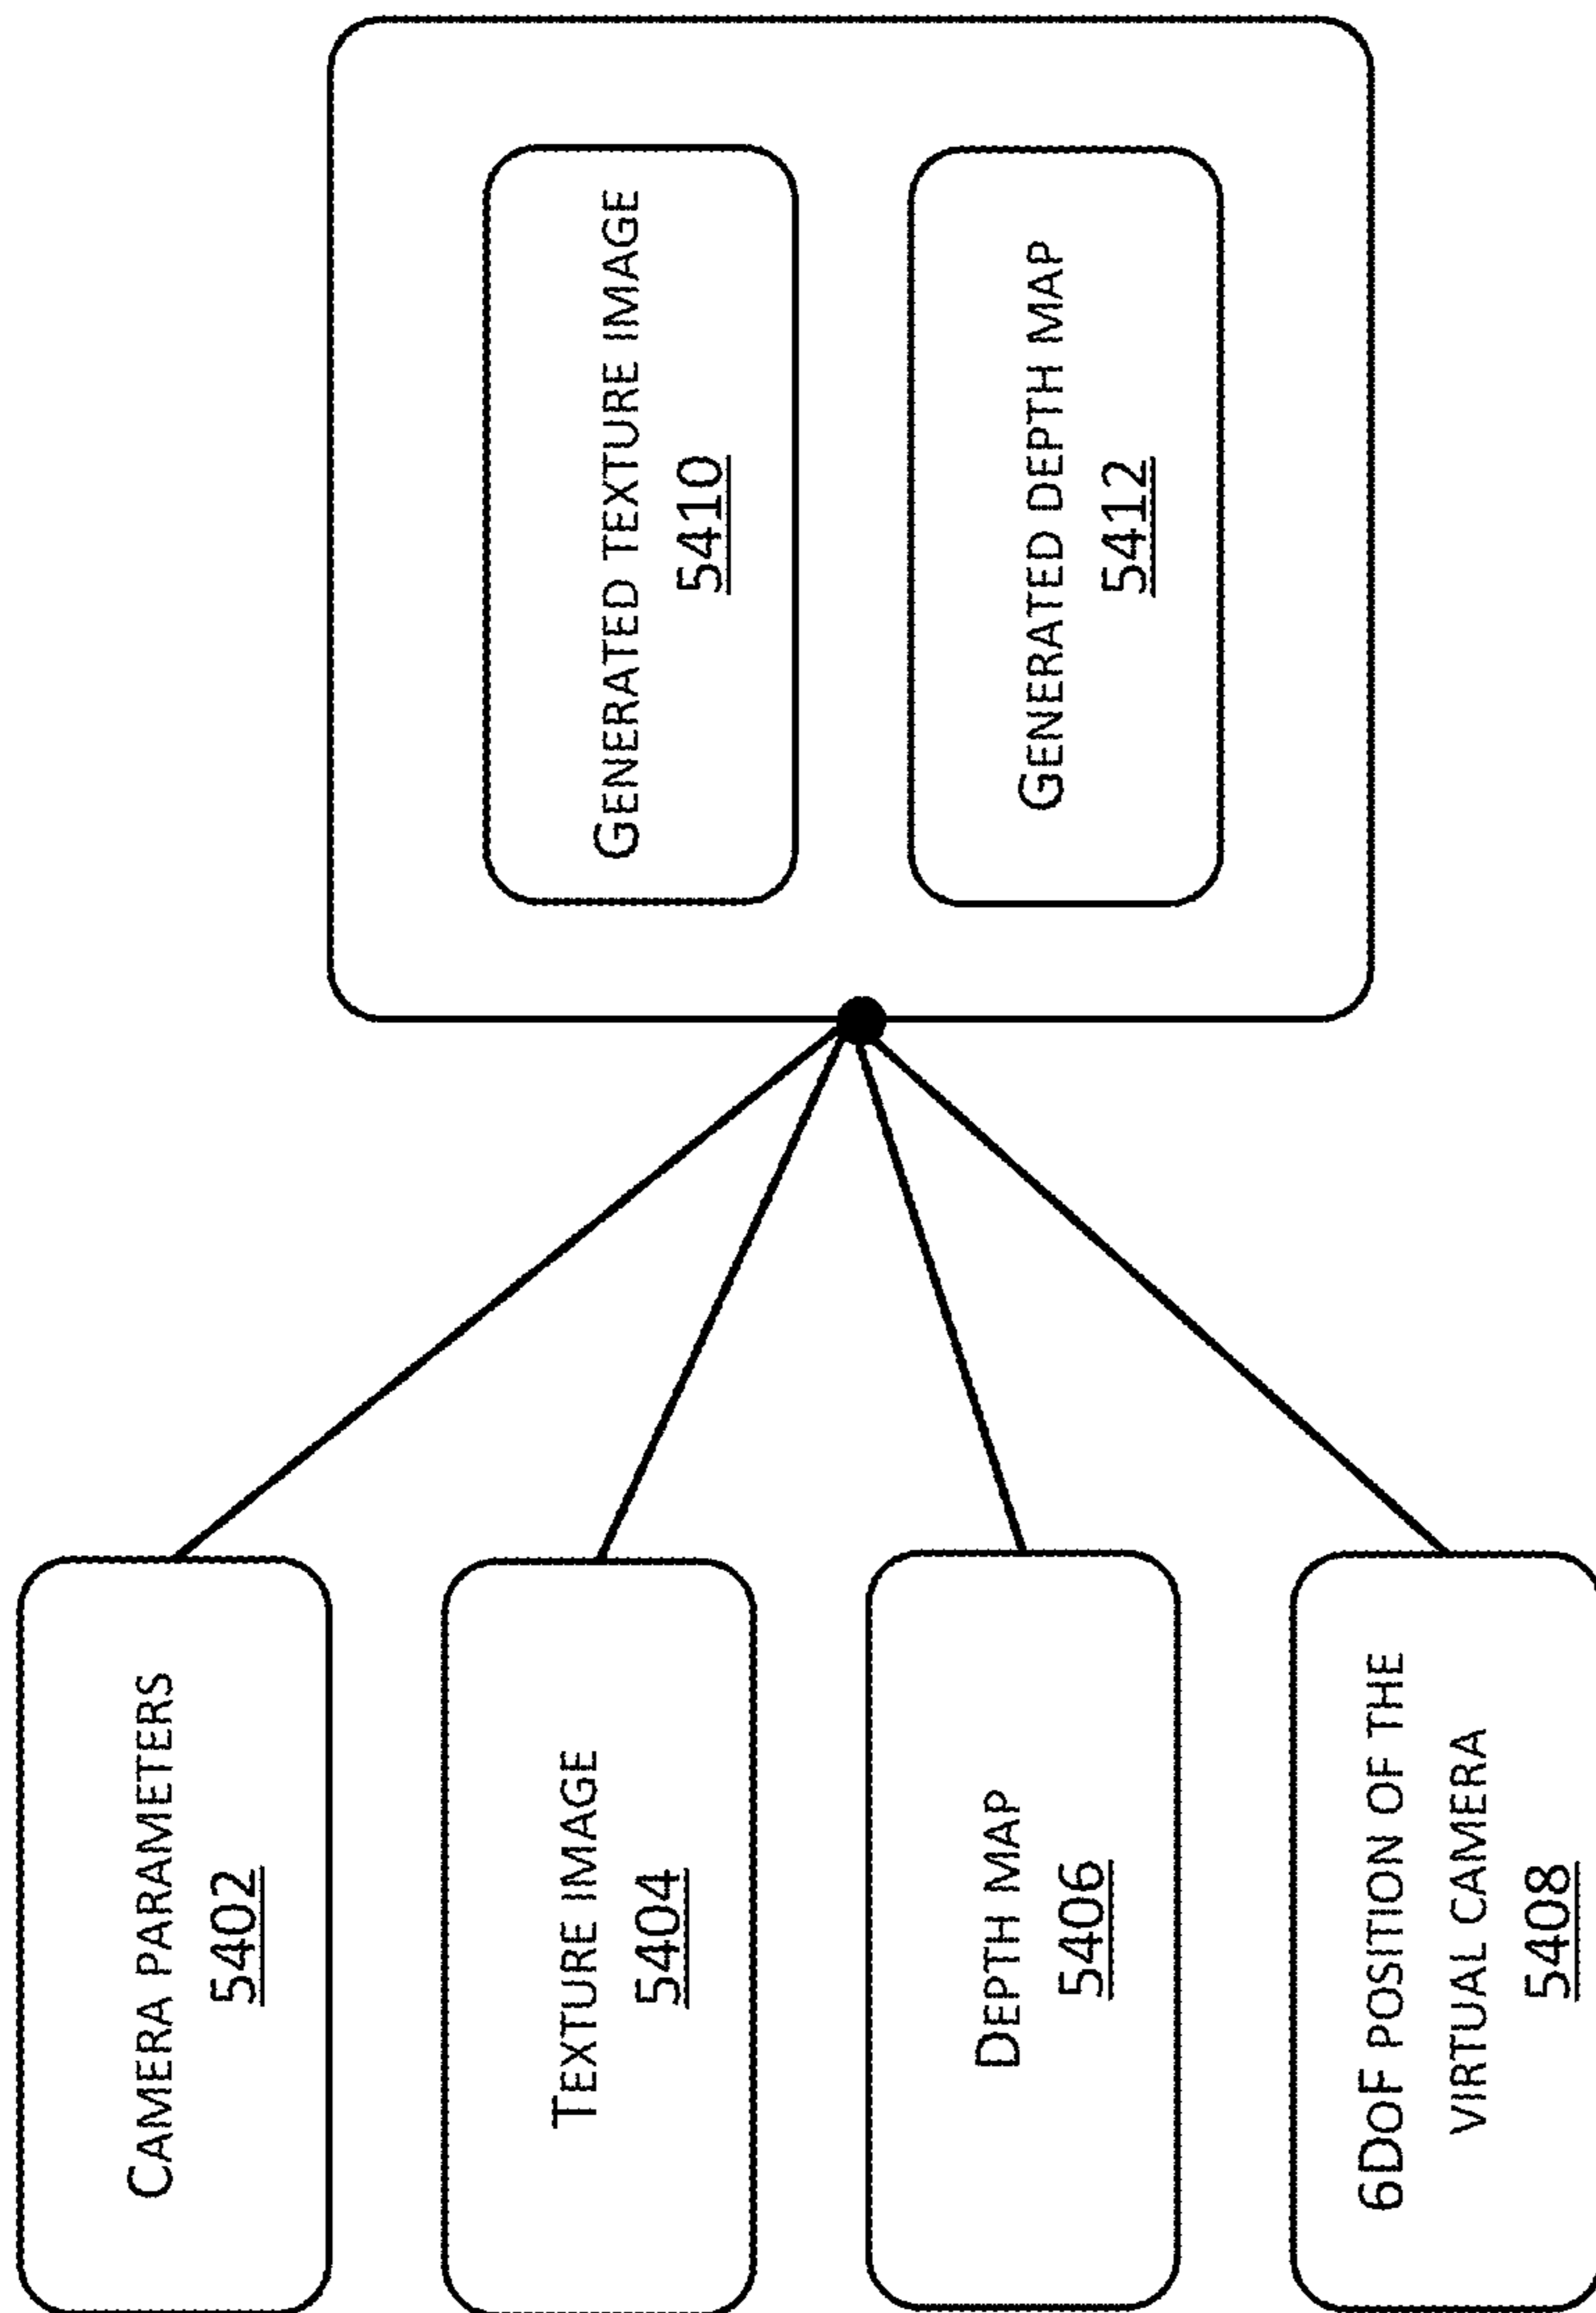 CAMERA PARAMETERS
5402
TEXTURE IMAGE
5404
DEPTH MAP
5406
6DOF POSITION OF THE
VIRTUAL CAMERA
5408
GENERATED TEXTURE IMAGE
5410
GENERATED DEPTH MAP
5412